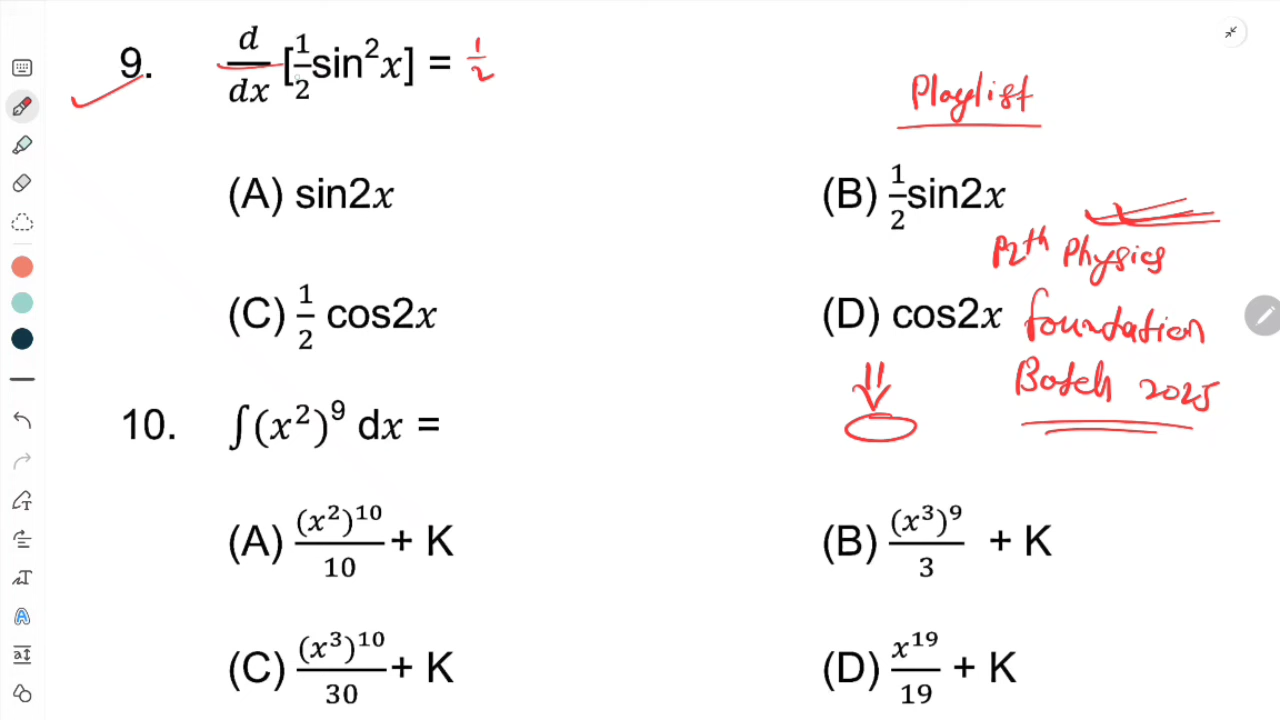 9. d/dx [1/2 sin²x] = 1/2
Playlist
(A) sin2x
(B) 1/2 sin2x
12th Physics
(C) 1/2 cos2x
(D) cos2x
foundation
Batch 2025
10. ∫(x²)⁹ dx =
(A) (x²)¹⁰/10 + K
(B) (x³)⁹/3 + K
(C) (x³)¹⁰/30 + K
(D) x¹⁹/19 + K